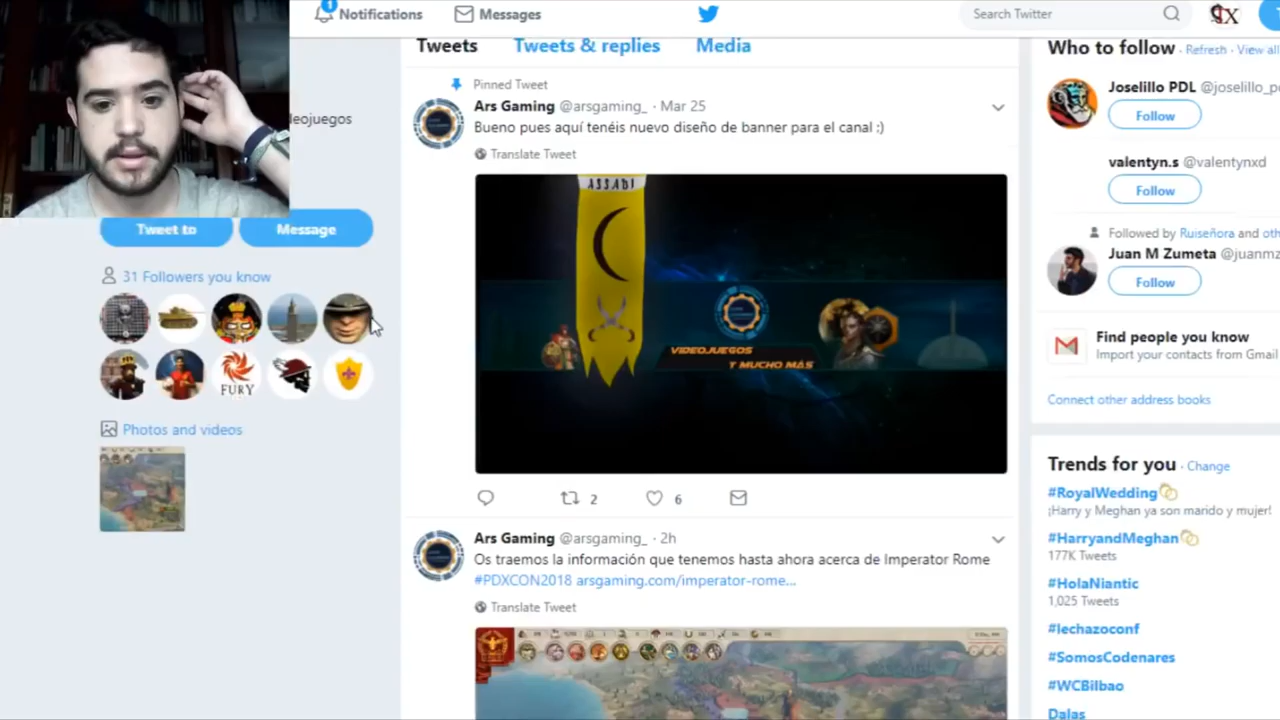 1
Notifications
Messages
Search Twitter
Tweets
Tweets & replies
Media
Who to follow · Refresh · View all
deojuegos
Tweet to
Message
31 Followers you know
FURY
Photos and videos
Pinned Tweet
Ars Gaming @arsgaming_ · Mar 25
Bueno pues aquí tenéis nuevo diseño de banner para el canal :)
Translate Tweet
ASSABI
VIDEOJUEGOS
Y MUCHO MÁS
2
6
Ars Gaming @arsgaming_ · 2h
Os traemos la información que tenemos hasta ahora acerca de Imperator Rome
#PDXCON2018 arsgaming.com/imperator-rome...
Translate Tweet
Joselillo PDL @joselillo_p
Follow
valentyn.s @valentynxd
Follow
Followed by Ruiseñora and oth
Juan M Zumeta @juanmz
Follow
Find people you know
Import your contacts from Gmail
Connect other address books
Trends for you · Change
#RoyalWedding
¡Harry y Meghan ya son marido y mujer!
#HarryandMeghan
177K Tweets
#HolaNiantic
1,025 Tweets
#lechazoconf
#SomosCodenares
#WCBilbao
Dalas